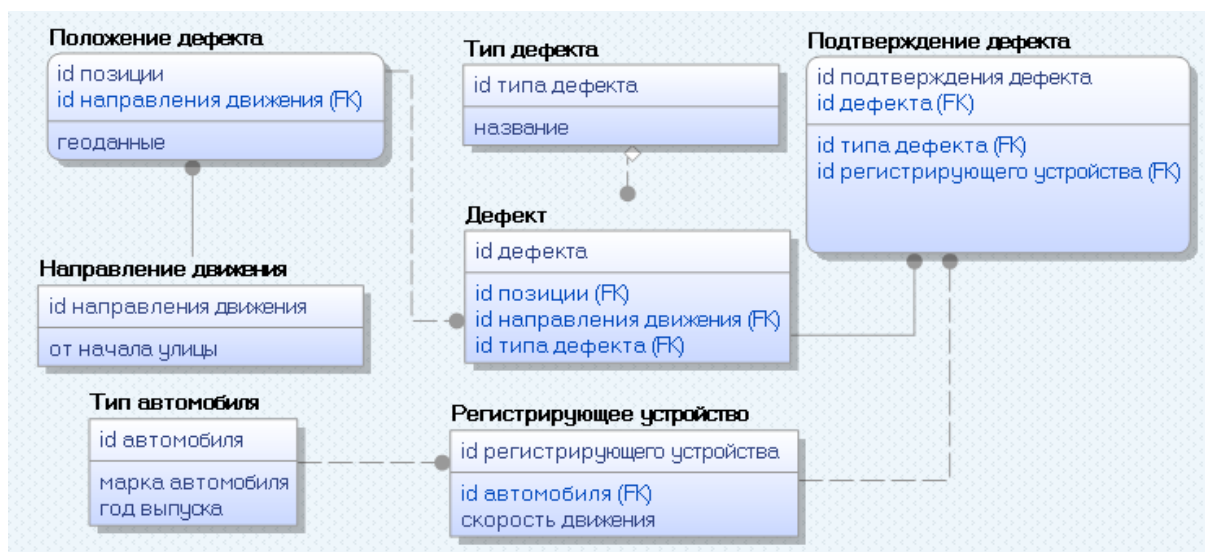 Положение дефекта
id позиции
id направления движения (FK)
геоданные
Тип дефекта
id типа дефекта
название
Подтверждение дефекта
id подтверждения дефекта
id дефекта (FK)
id типа дефекта (FK)
id регистрирующего устройства (FK)
Дефект
id дефекта
id позиции (FK)
id направления движения (FK)
id типа дефекта (FK)
Направление движения
id направления движения
от начала улицы
Тип автомобиля
id автомобиля
марка автомобиля
год выпуска
Регистрирующее устройство
id регистрирующего устройства
id автомобиля (FK)
скорость движения